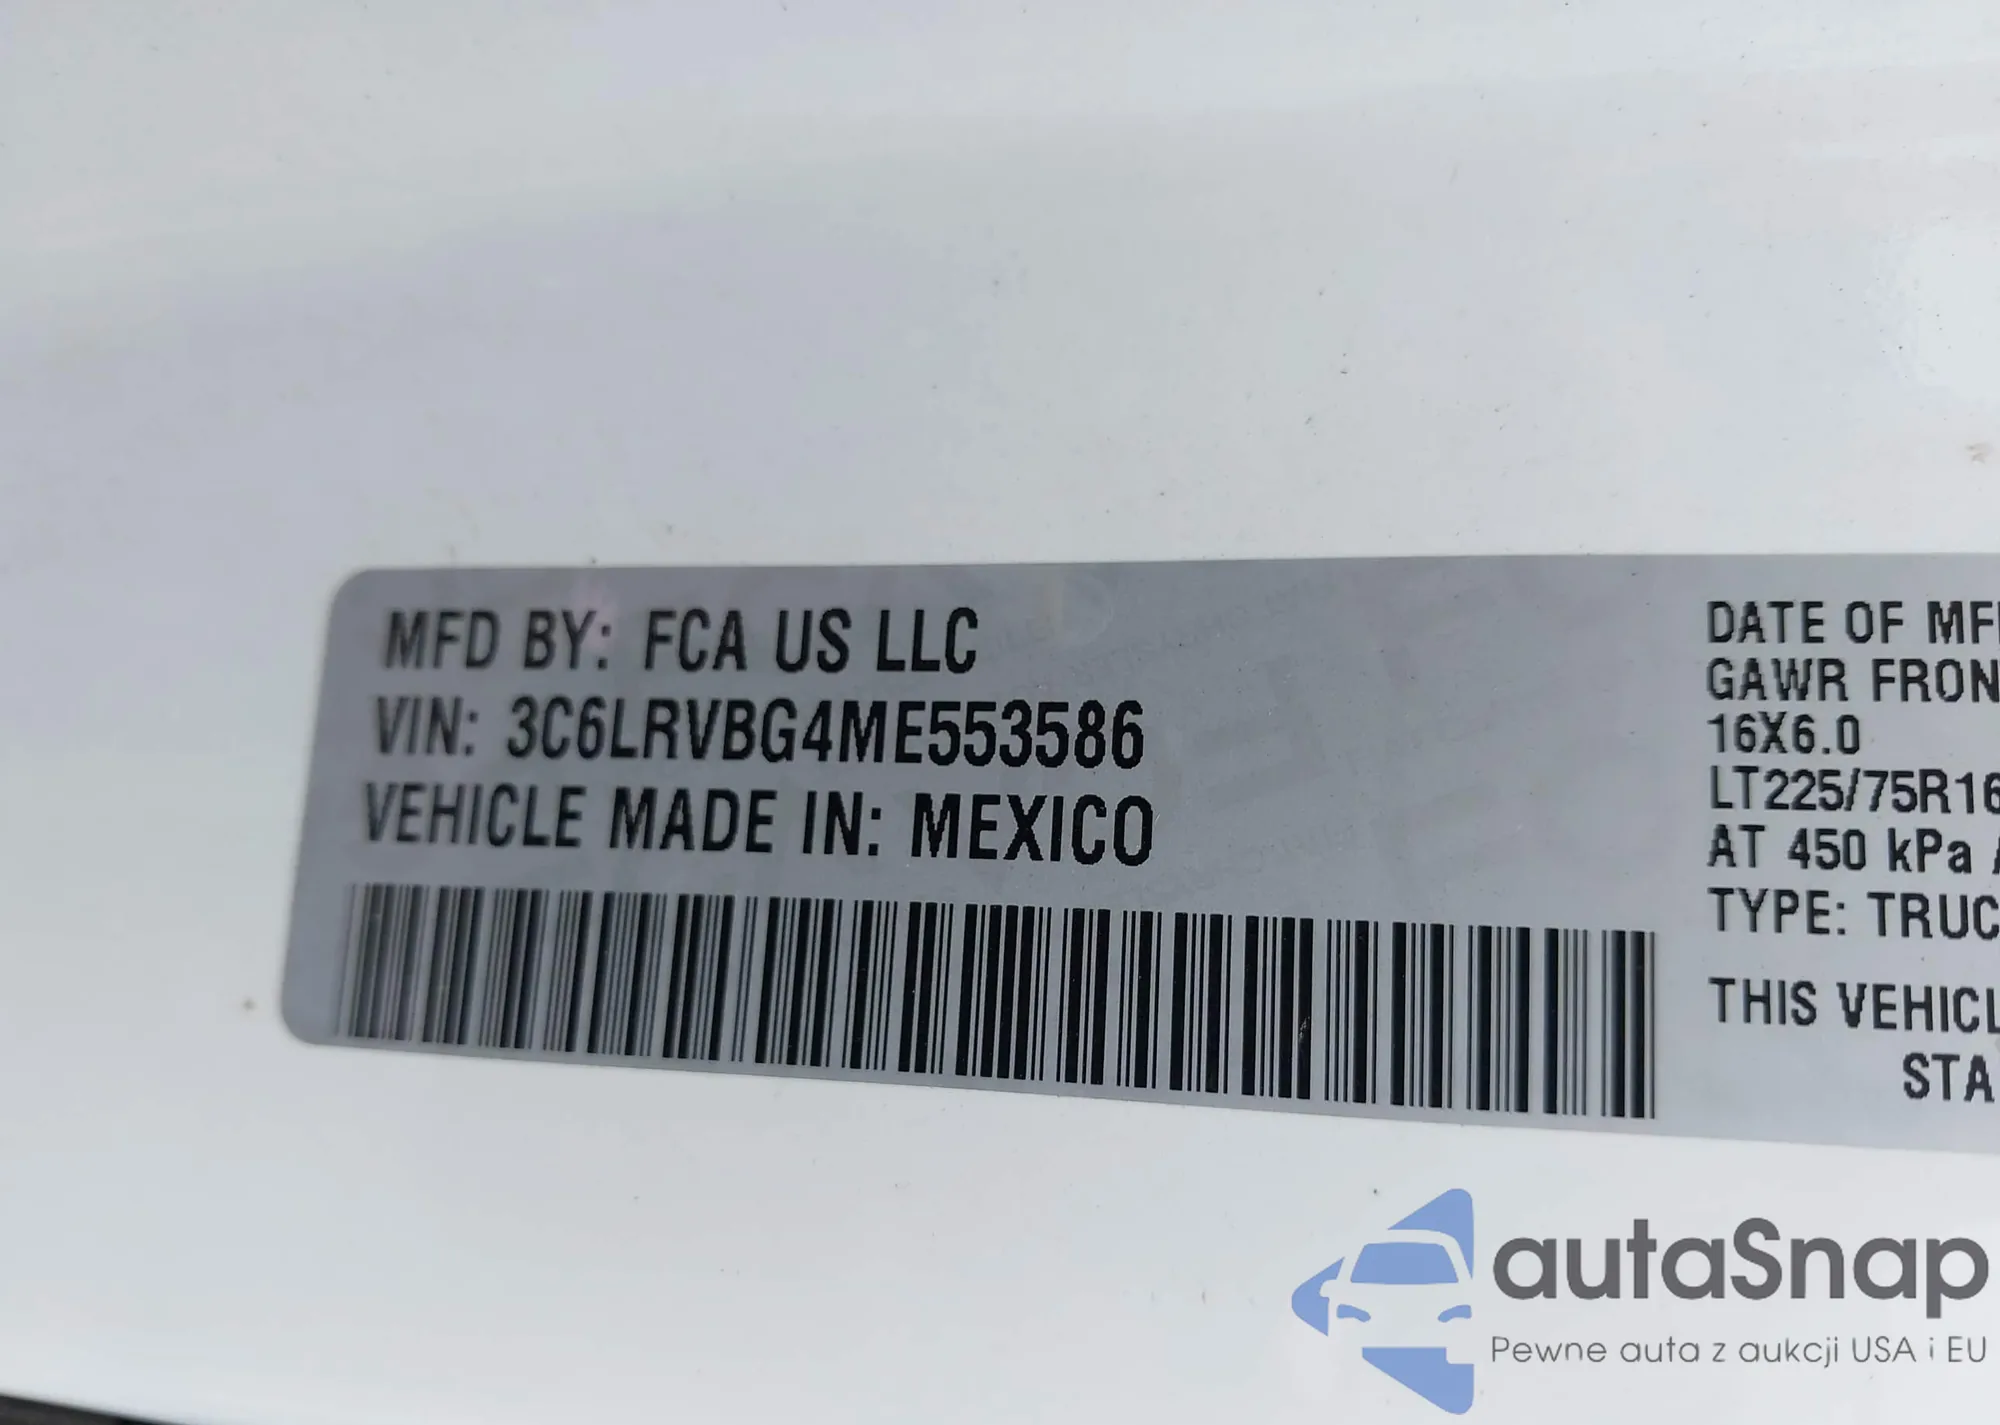 MFD BY: FCA US LLC
VIN: 3C6LRVBG4ME553586
VEHICLE MADE IN: MEXICO
DATE OF MF
GAWR FRON
16X6.0
LT225/75R16
AT 450 kPa
TYPE: TRUC
THIS VEHICL
STA
autaSnap
Pewne auta z aukcji USA i EU